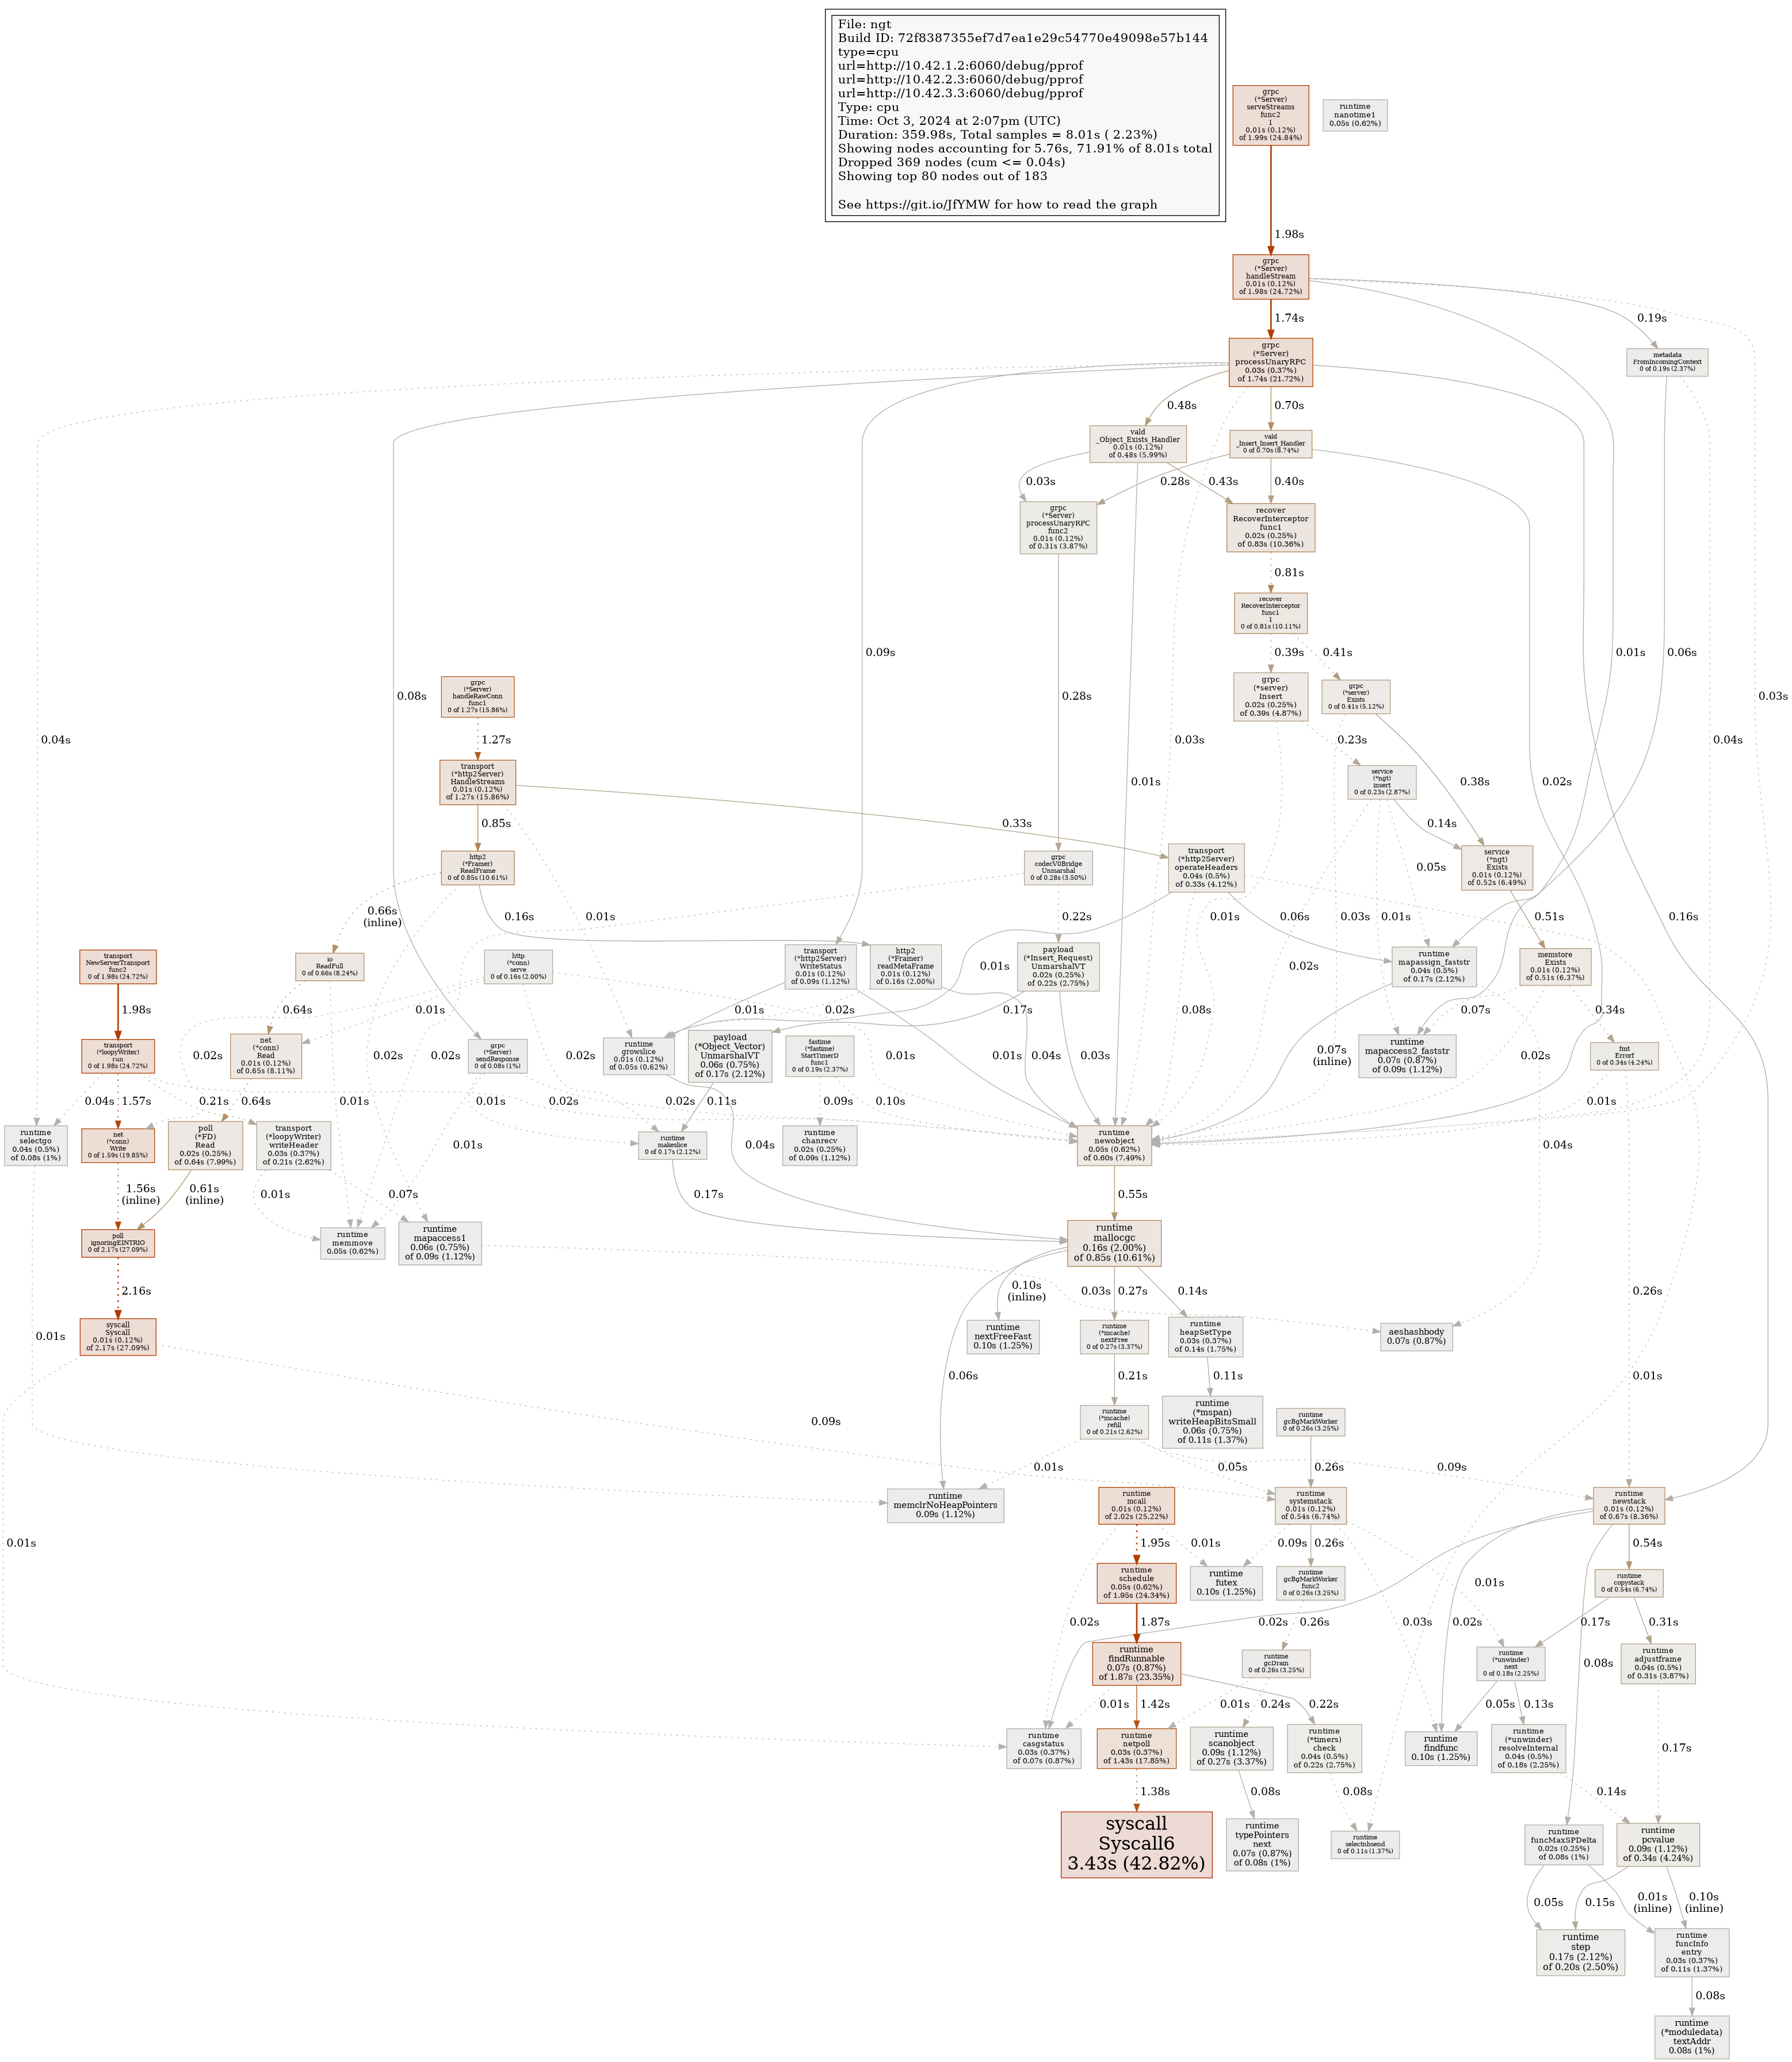 File: ngt
Build ID: 72f8387355ef7d7ea1e29c54770e49098e57b144
type=cpu
url=http://10.42.1.2:6060/debug/pprof
url=http://10.42.2.3:6060/debug/pprof
url=http://10.42.3.3:6060/debug/pprof
Type: cpu
Time: Oct 3, 2024 at 2:07pm (UTC)
Duration: 359.98s, Total samples = 8.01s ( 2.23%)
Showing nodes accounting for 5.76s, 71.91% of 8.01s total
Dropped 369 nodes (cum <= 0.04s)
Showing top 80 nodes out of 183
See https://git.io/JfYMW for how to read the graph
grpc
(*Server)
serveStreams
func2
1
0.01s (0.12%)
of 1.99s (24.84%)
runtime
nanotime1
0.05s (0.62%)
1.98s
grpc
(*Server)
handleStream
0.01s (0.12%)
of 1.98s (24.72%)
1.74s
0.19s
grpc
(*Server)
processUnaryRPC
0.03s (0.37%)
of 1.74s (21.72%)
metadata
FromIncomingContext
0 of 0.19s (2.37%)
0.48s
0.70s
vald
_Object_Exists_Handler
0.01s (0.12%)
of 0.48s (5.99%)
vald
_Insert_Insert_Handler
0 of 0.70s (8.74%)
0.03s
0.28s
0.43s
0.40s
grpc
(*Server)
processUnaryRPC
func2
0.01s (0.12%)
of 0.31s (3.87%)
recover
RecoverInterceptor
func1
0.02s (0.25%)
of 0.83s (10.36%)
0.81s
recover
RecoverInterceptor
func1
1
0 of 0.81s (10.11%)
0.09s
0.39s
0.41s
0.01s
0.06s
grpc
(*Server)
handleRawConn
func1
0 of 1.27s (15.86%)
0.08s
0.28s
grpc
(*server)
Insert
0.02s (0.25%)
of 0.39s (4.87%)
grpc
(*server)
Exists
0 of 0.41s (5.12%)
0.03s
0.04s
1.27s
0.03s
0.23s
0.04s
transport
(*http2Server)
HandleStreams
0.01s (0.12%)
of 1.27s (15.86%)
0.01s
service
(*ngt)
insert
0 of 0.23s (2.87%)
0.38s
0.02s
0.85s
0.33s
0.14s
http2
(*Framer)
ReadFrame
0 of 0.85s (10.61%)
grpc
codecV0Bridge
Unmarshal
0 of 0.28s (3.50%)
transport
(*http2Server)
operateHeaders
0.04s (0.5%)
of 0.33s (4.12%)
service
(*ngt)
Exists
0.01s (0.12%)
of 0.52s (6.49%)
0.05s
0.66s
(inline)
0.16s
0.01s
0.22s
0.01s
0.06s
0.03s
0.01s
0.51s
0.16s
transport
NewServerTransport
func2
0 of 1.98s (24.72%)
io
ReadFull
0 of 0.66s (8.24%)
http
(*conn)
serve
0 of 0.16s (2.00%)
transport
(*http2Server)
WriteStatus
0.01s (0.12%)
of 0.09s (1.12%)
http2
(*Framer)
readMetaFrame
0.01s (0.12%)
of 0.16s (2.00%)
payload
(*Insert_Request)
UnmarshalVT
0.02s (0.25%)
of 0.22s (2.75%)
0.01s
0.02s
runtime
mapassign_faststr
0.04s (0.5%)
of 0.17s (2.12%)
memstore
Exists
0.01s (0.12%)
of 0.51s (6.37%)
1.98s
0.64s
0.01s
0.01s
0.02s
0.17s
0.08s
0.07s
0.34s
transport
(*loopyWriter)
run
0 of 1.98s (24.72%)
net
(*conn)
Read
0.01s (0.12%)
of 0.65s (8.11%)
grpc
(*Server)
sendResponse
0 of 0.08s (1%)
runtime
growslice
0.01s (0.12%)
of 0.05s (0.62%)
payload
(*Object_Vector)
UnmarshalVT
0.06s (0.75%)
of 0.17s (2.12%)
fastime
(*fastime)
StartTimerD
func1
0 of 0.19s (2.37%)
runtime
mapaccess2_faststr
0.07s (0.87%)
of 0.09s (1.12%)
fmt
Errorf
0 of 0.34s (4.24%)
0.02s
0.02s
0.02s
0.02s
0.01s
0.01s
0.04s
0.03s
0.07s
(inline)
0.02s
0.04s
1.57s
0.21s
0.64s
0.01s
0.01s
0.02s
0.02s
0.11s
0.09s
0.10s
0.01s
runtime
selectgo
0.04s (0.5%)
of 0.08s (1%)
net
(*conn)
Write
0 of 1.59s (19.85%)
poll
(*FD)
Read
0.02s (0.25%)
of 0.64s (7.99%)
transport
(*loopyWriter)
writeHeader
0.03s (0.37%)
of 0.21s (2.62%)
0.01s
0.04s
runtime
makeslice
0 of 0.17s (2.12%)
runtime
chanrecv
0.02s (0.25%)
of 0.09s (1.12%)
runtime
newobject
0.05s (0.62%)
of 0.60s (7.49%)
0.04s
1.56s
(inline)
0.61s
(inline)
0.01s
0.07s
0.17s
0.55s
poll
ignoringEINTRIO
0 of 2.17s (27.09%)
runtime
memmove
0.05s (0.62%)
runtime
mapaccess1
0.06s (0.75%)
of 0.09s (1.12%)
runtime
mallocgc
0.16s (2.00%)
of 0.85s (10.61%)
2.16s
0.10s
(inline)
0.03s
0.27s
0.14s
0.26s
syscall
Syscall
0.01s (0.12%)
of 2.17s (27.09%)
0.01s
runtime
nextFreeFast
0.10s (1.25%)
runtime
(*mcache)
nextFree
0 of 0.27s (3.37%)
runtime
heapSetType
0.03s (0.37%)
of 0.14s (1.75%)
aeshashbody
0.07s (0.87%)
0.06s
0.21s
0.11s
0.01s
0.09s
runtime
(*mcache)
refill
0 of 0.21s (2.62%)
runtime
(*mspan)
writeHeapBitsSmall
0.06s (0.75%)
of 0.11s (1.37%)
runtime
gcBgMarkWorker
0 of 0.26s (3.25%)
0.01s
0.05s
0.26s
0.09s
runtime
memclrNoHeapPointers
0.09s (1.12%)
runtime
mcall
0.01s (0.12%)
of 2.02s (25.22%)
runtime
systemstack
0.01s (0.12%)
of 0.54s (6.74%)
runtime
newstack
0.01s (0.12%)
of 0.67s (8.36%)
0.01s
1.95s
0.01s
0.09s
0.26s
0.54s
runtime
schedule
0.05s (0.62%)
of 1.95s (24.34%)
runtime
futex
0.10s (1.25%)
runtime
gcBgMarkWorker
func2
0 of 0.26s (3.25%)
0.01s
runtime
copystack
0 of 0.54s (6.74%)
0.02s
1.87s
0.02s
0.26s
0.03s
0.02s
0.17s
0.31s
runtime
findRunnable
0.07s (0.87%)
of 1.87s (23.35%)
runtime
gcDrain
0 of 0.26s (3.25%)
runtime
(*unwinder)
next
0 of 0.18s (2.25%)
0.08s
runtime
adjustframe
0.04s (0.5%)
of 0.31s (3.87%)
0.01s
1.42s
0.01s
0.24s
0.22s
0.05s
0.13s
runtime
casgstatus
0.03s (0.37%)
of 0.07s (0.87%)
runtime
netpoll
0.03s (0.37%)
of 1.43s (17.85%)
runtime
scanobject
0.09s (1.12%)
of 0.27s (3.37%)
runtime
(*timers)
check
0.04s (0.5%)
of 0.22s (2.75%)
runtime
findfunc
0.10s (1.25%)
runtime
(*unwinder)
resolveInternal
0.04s (0.5%)
of 0.18s (2.25%)
0.17s
1.38s
0.08s
0.08s
0.14s
syscall
Syscall6
3.43s (42.82%)
runtime
typePointers
next
0.07s (0.87%)
of 0.08s (1%)
runtime
selectnbsend
0 of 0.11s (1.37%)
runtime
funcMaxSPDelta
0.02s (0.25%)
of 0.08s (1%)
runtime
pcvalue
0.09s (1.12%)
of 0.34s (4.24%)
0.05s
0.15s
0.01s
(inline)
0.10s
(inline)
runtime
step
0.17s (2.12%)
of 0.20s (2.50%)
runtime
funcInfo
entry
0.03s (0.37%)
of 0.11s (1.37%)
0.08s
runtime
(*moduledata)
textAddr
0.08s (1%)